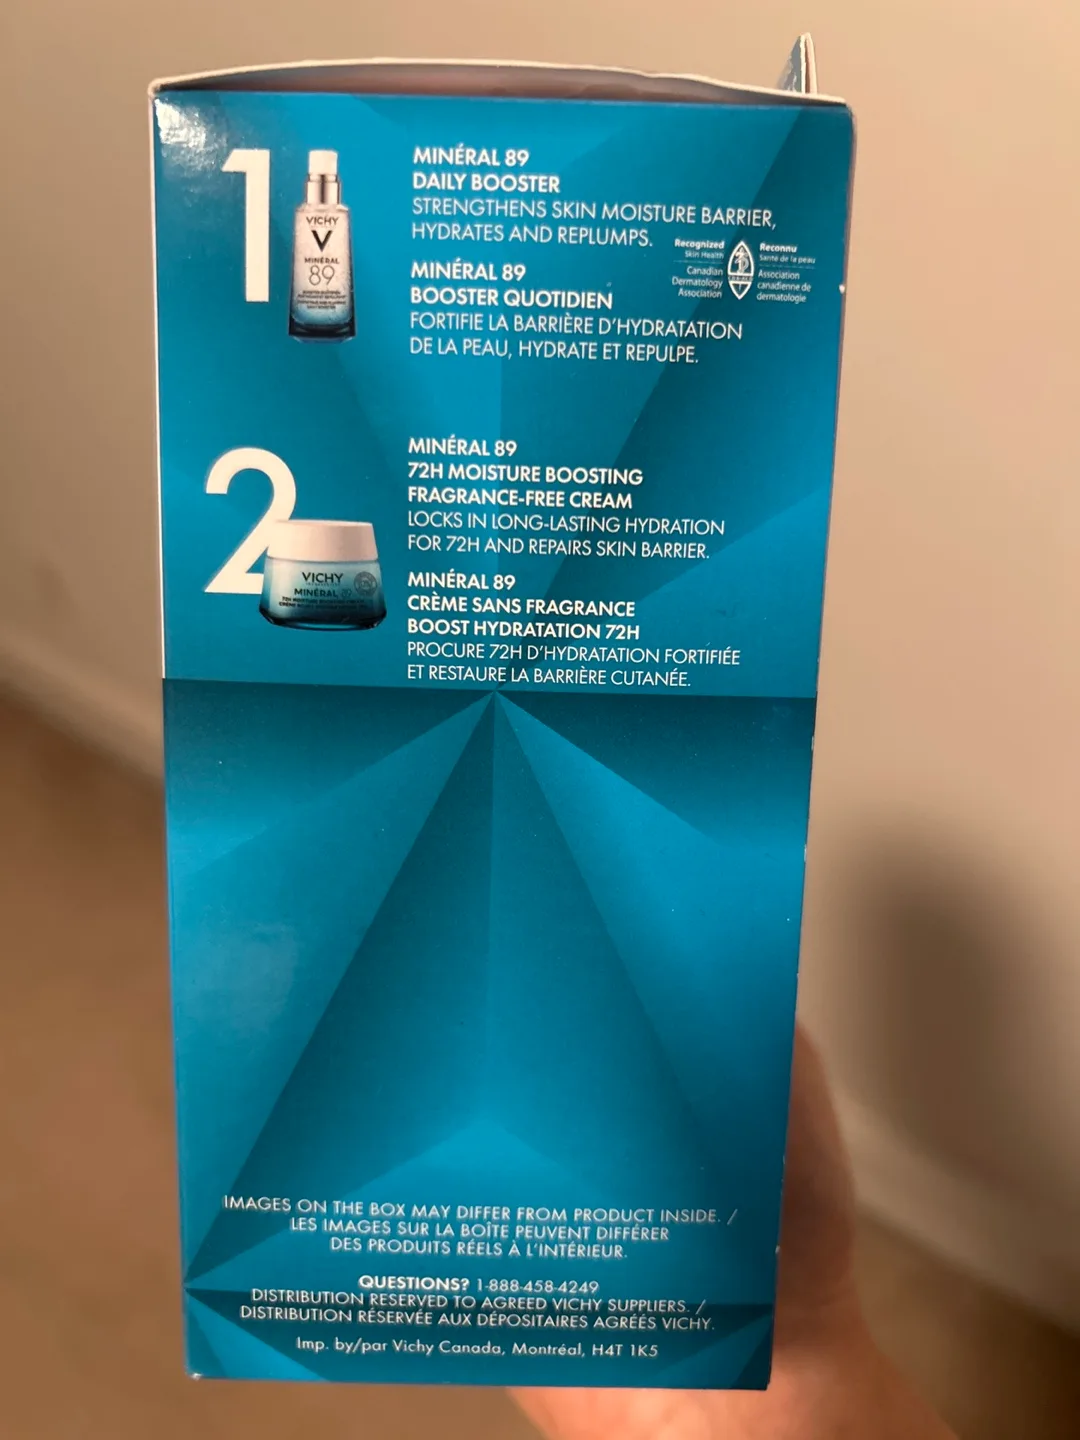 1
VICHY
V
MINÉRAL
89
MINÉRAL 89
DAILY BOOSTER
STRENGTHENS SKIN MOISTURE BARRIER,
HYDRATES AND REPLUMPS.
Recognized
Skin Health
Canadian
Dermatology
Association
Reconnu
Santé de la peau
Association
canadienne de
dermatologie
MINÉRAL 89
BOOSTER QUOTIDIEN
FORTIFIE LA BARRIÈRE D'HYDRATATION
DE LA PEAU, HYDRATE ET REPULPE.
2
VICHY
MINÉRAL 89
MINÉRAL 89
72H MOISTURE BOOSTING
FRAGRANCE-FREE CREAM
LOCKS IN LONG-LASTING HYDRATION
FOR 72H AND REPAIRS SKIN BARRIER.
MINÉRAL 89
CRÈME SANS FRAGRANCE
BOOST HYDRATATION 72H
PROCURE 72H D'HYDRATATION FORTIFIÉE
ET RESTAURE LA BARRIÈRE CUTANÉE.
IMAGES ON THE BOX MAY DIFFER FROM PRODUCT INSIDE. /
LES IMAGES SUR LA BOÎTE PEUVENT DIFFÉRER
DES PRODUITS RÉELS À L'INTÉRIEUR.
QUESTIONS? 1-888-458-4249
DISTRIBUTION RESERVED TO AGREED VICHY SUPPLIERS. /
DISTRIBUTION RÉSERVÉE AUX DÉPOSITAIRES AGRÉÉS VICHY.
Imp. by/par Vichy Canada, Montréal, H4T 1K5